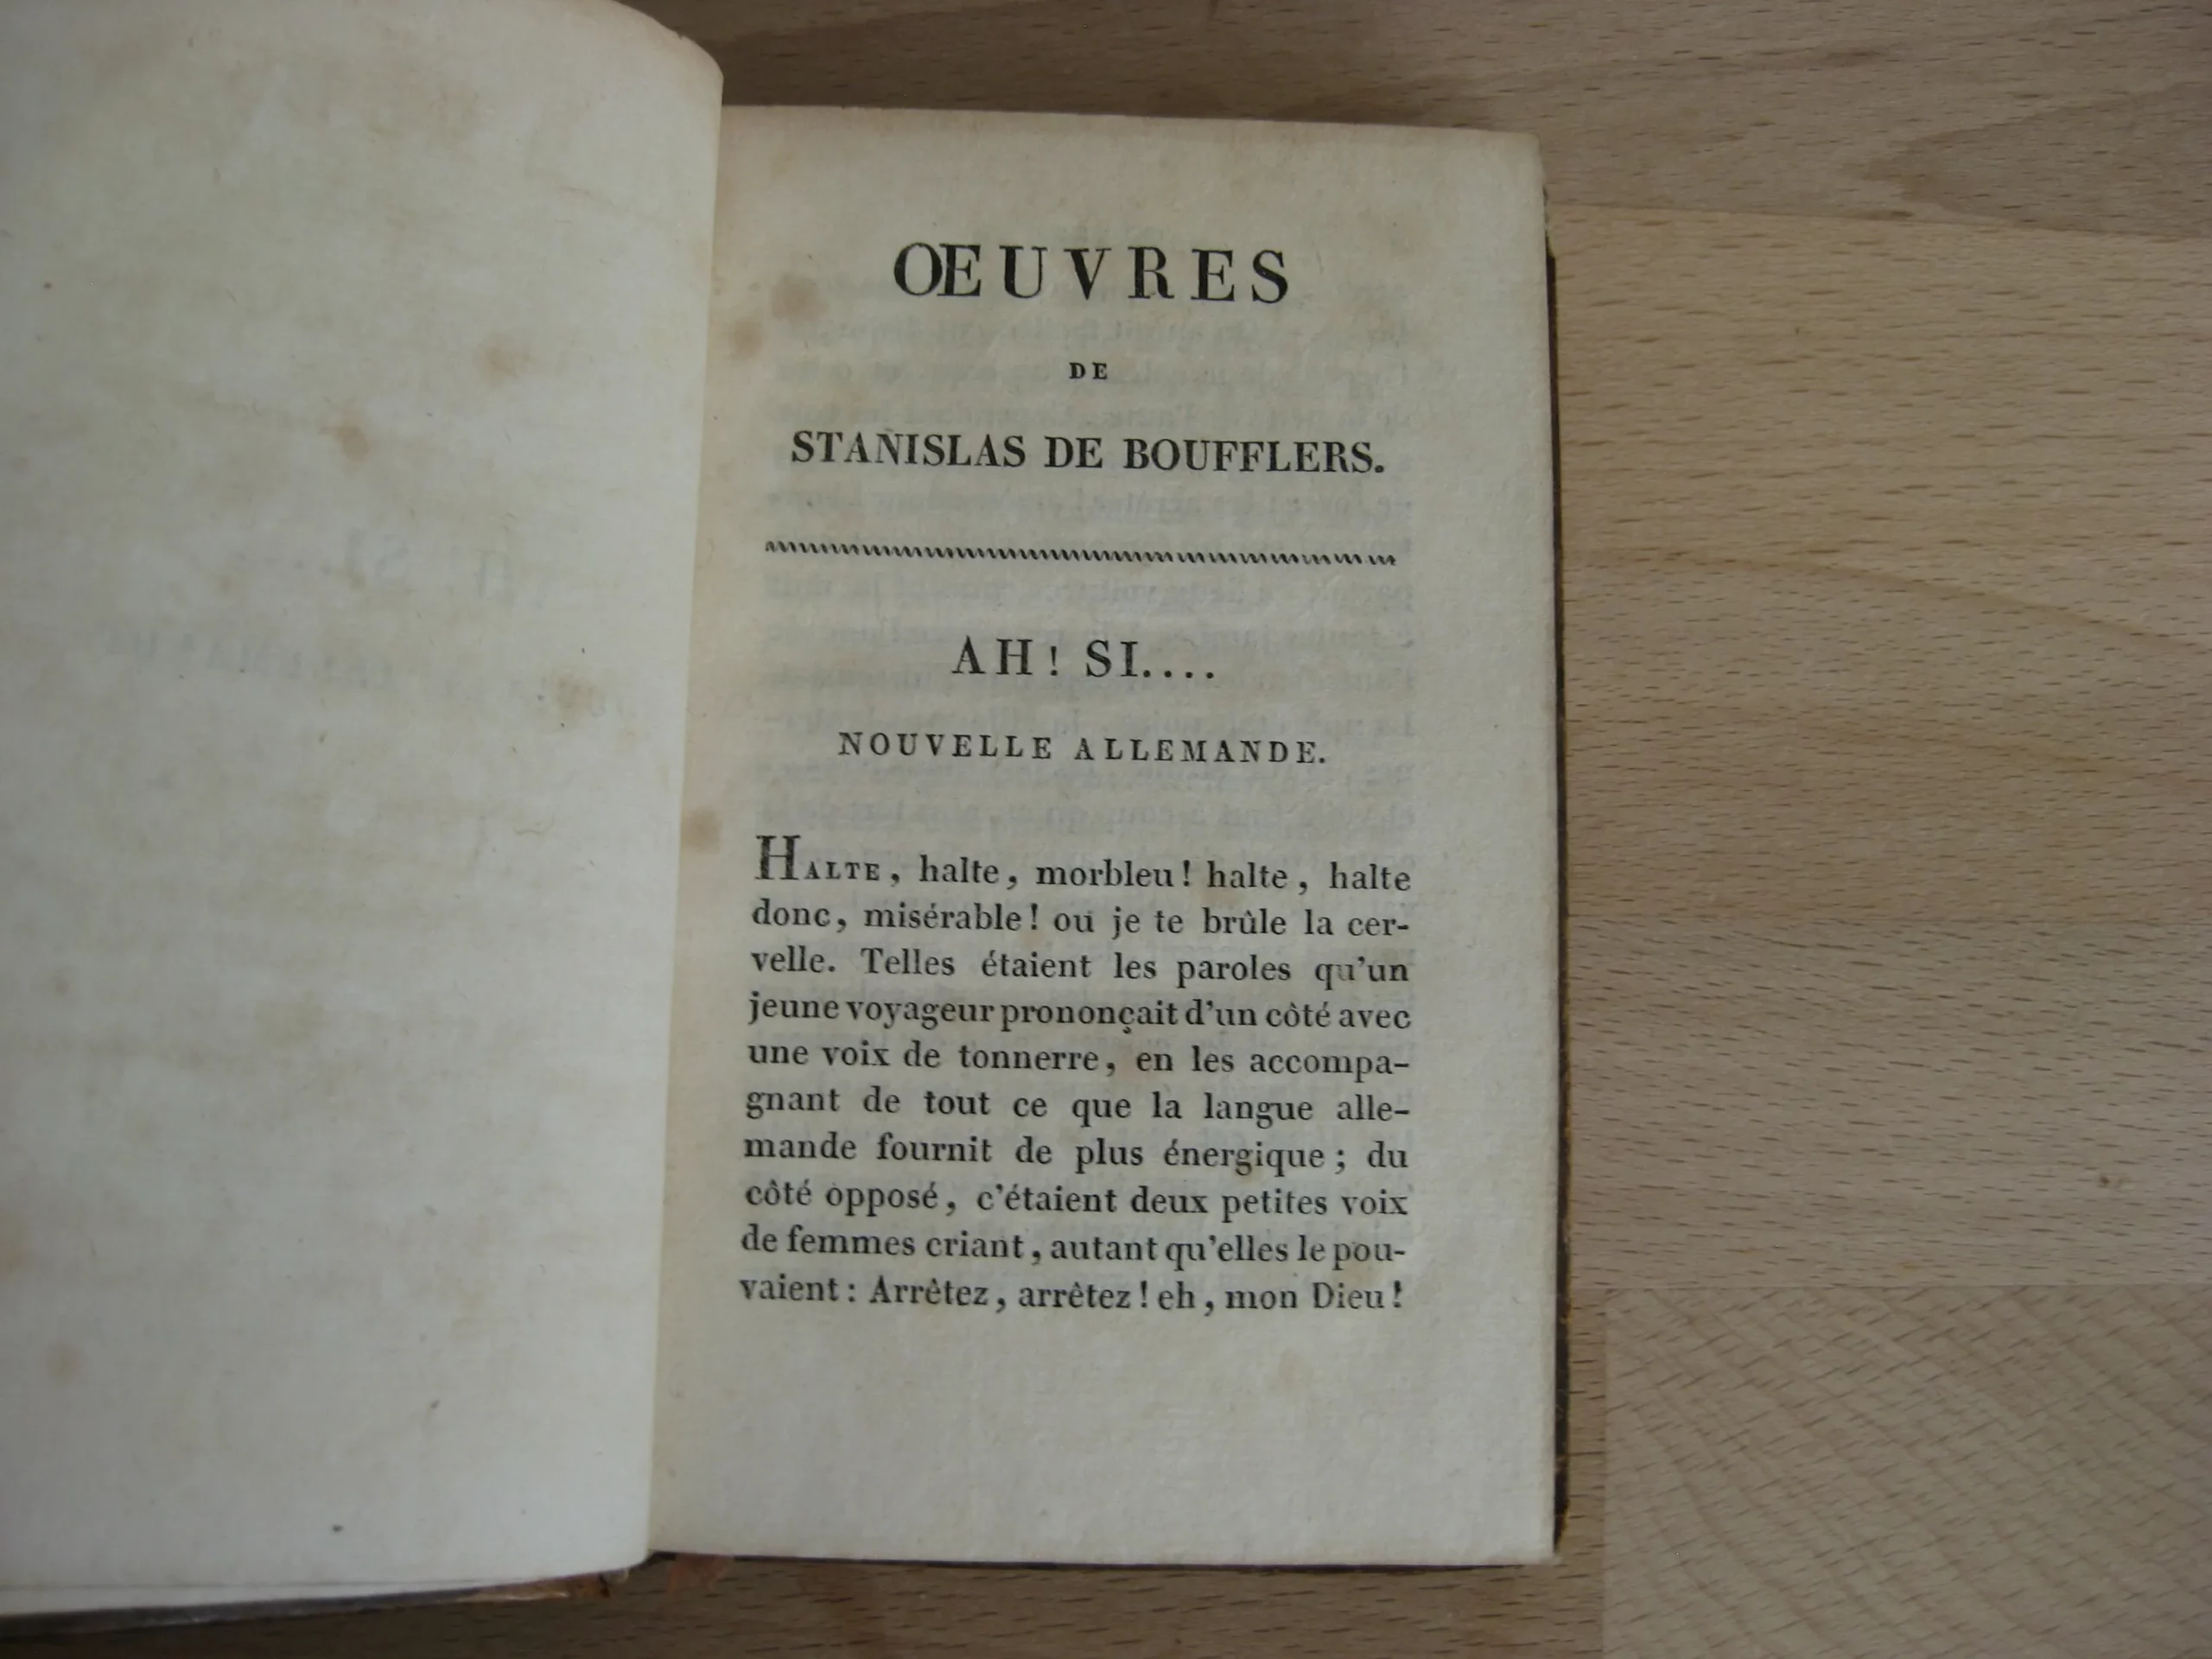 OEUVRES
DE
STANISLAS DE BOUFFLERS.
AH! SI....
NOUVELLE ALLEMANDE.
HALTE, halte, morbleu! halte, halte
donc, misérable! ou je te brûle la cer-
velle. Telles étaient les paroles qu'un
jeune voyageur prononçait d'un côté avec
une voix de tonnerre, en les accompa-
gnant de tout ce que la langue alle-
mande fournit de plus énergique; du
côté opposé, c'étaient deux petites voix
de femmes criant, autant qu'elles le pou-
vaient: Arrêtez, arrêtez! eh, mon Dieu!